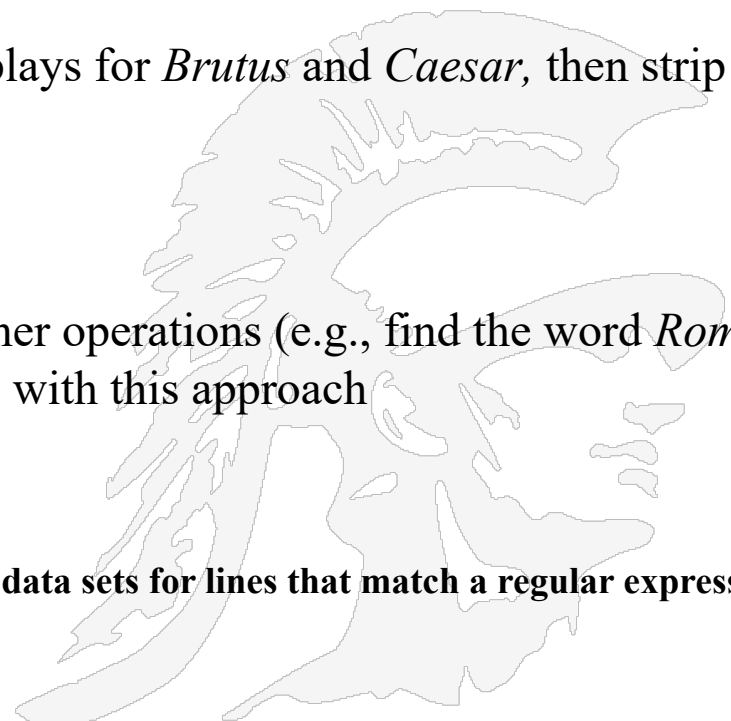 plays for Brutus and Caesar, then strip
her operations (e.g., find the word Rom
with this approach
data sets for lines that match a regular express